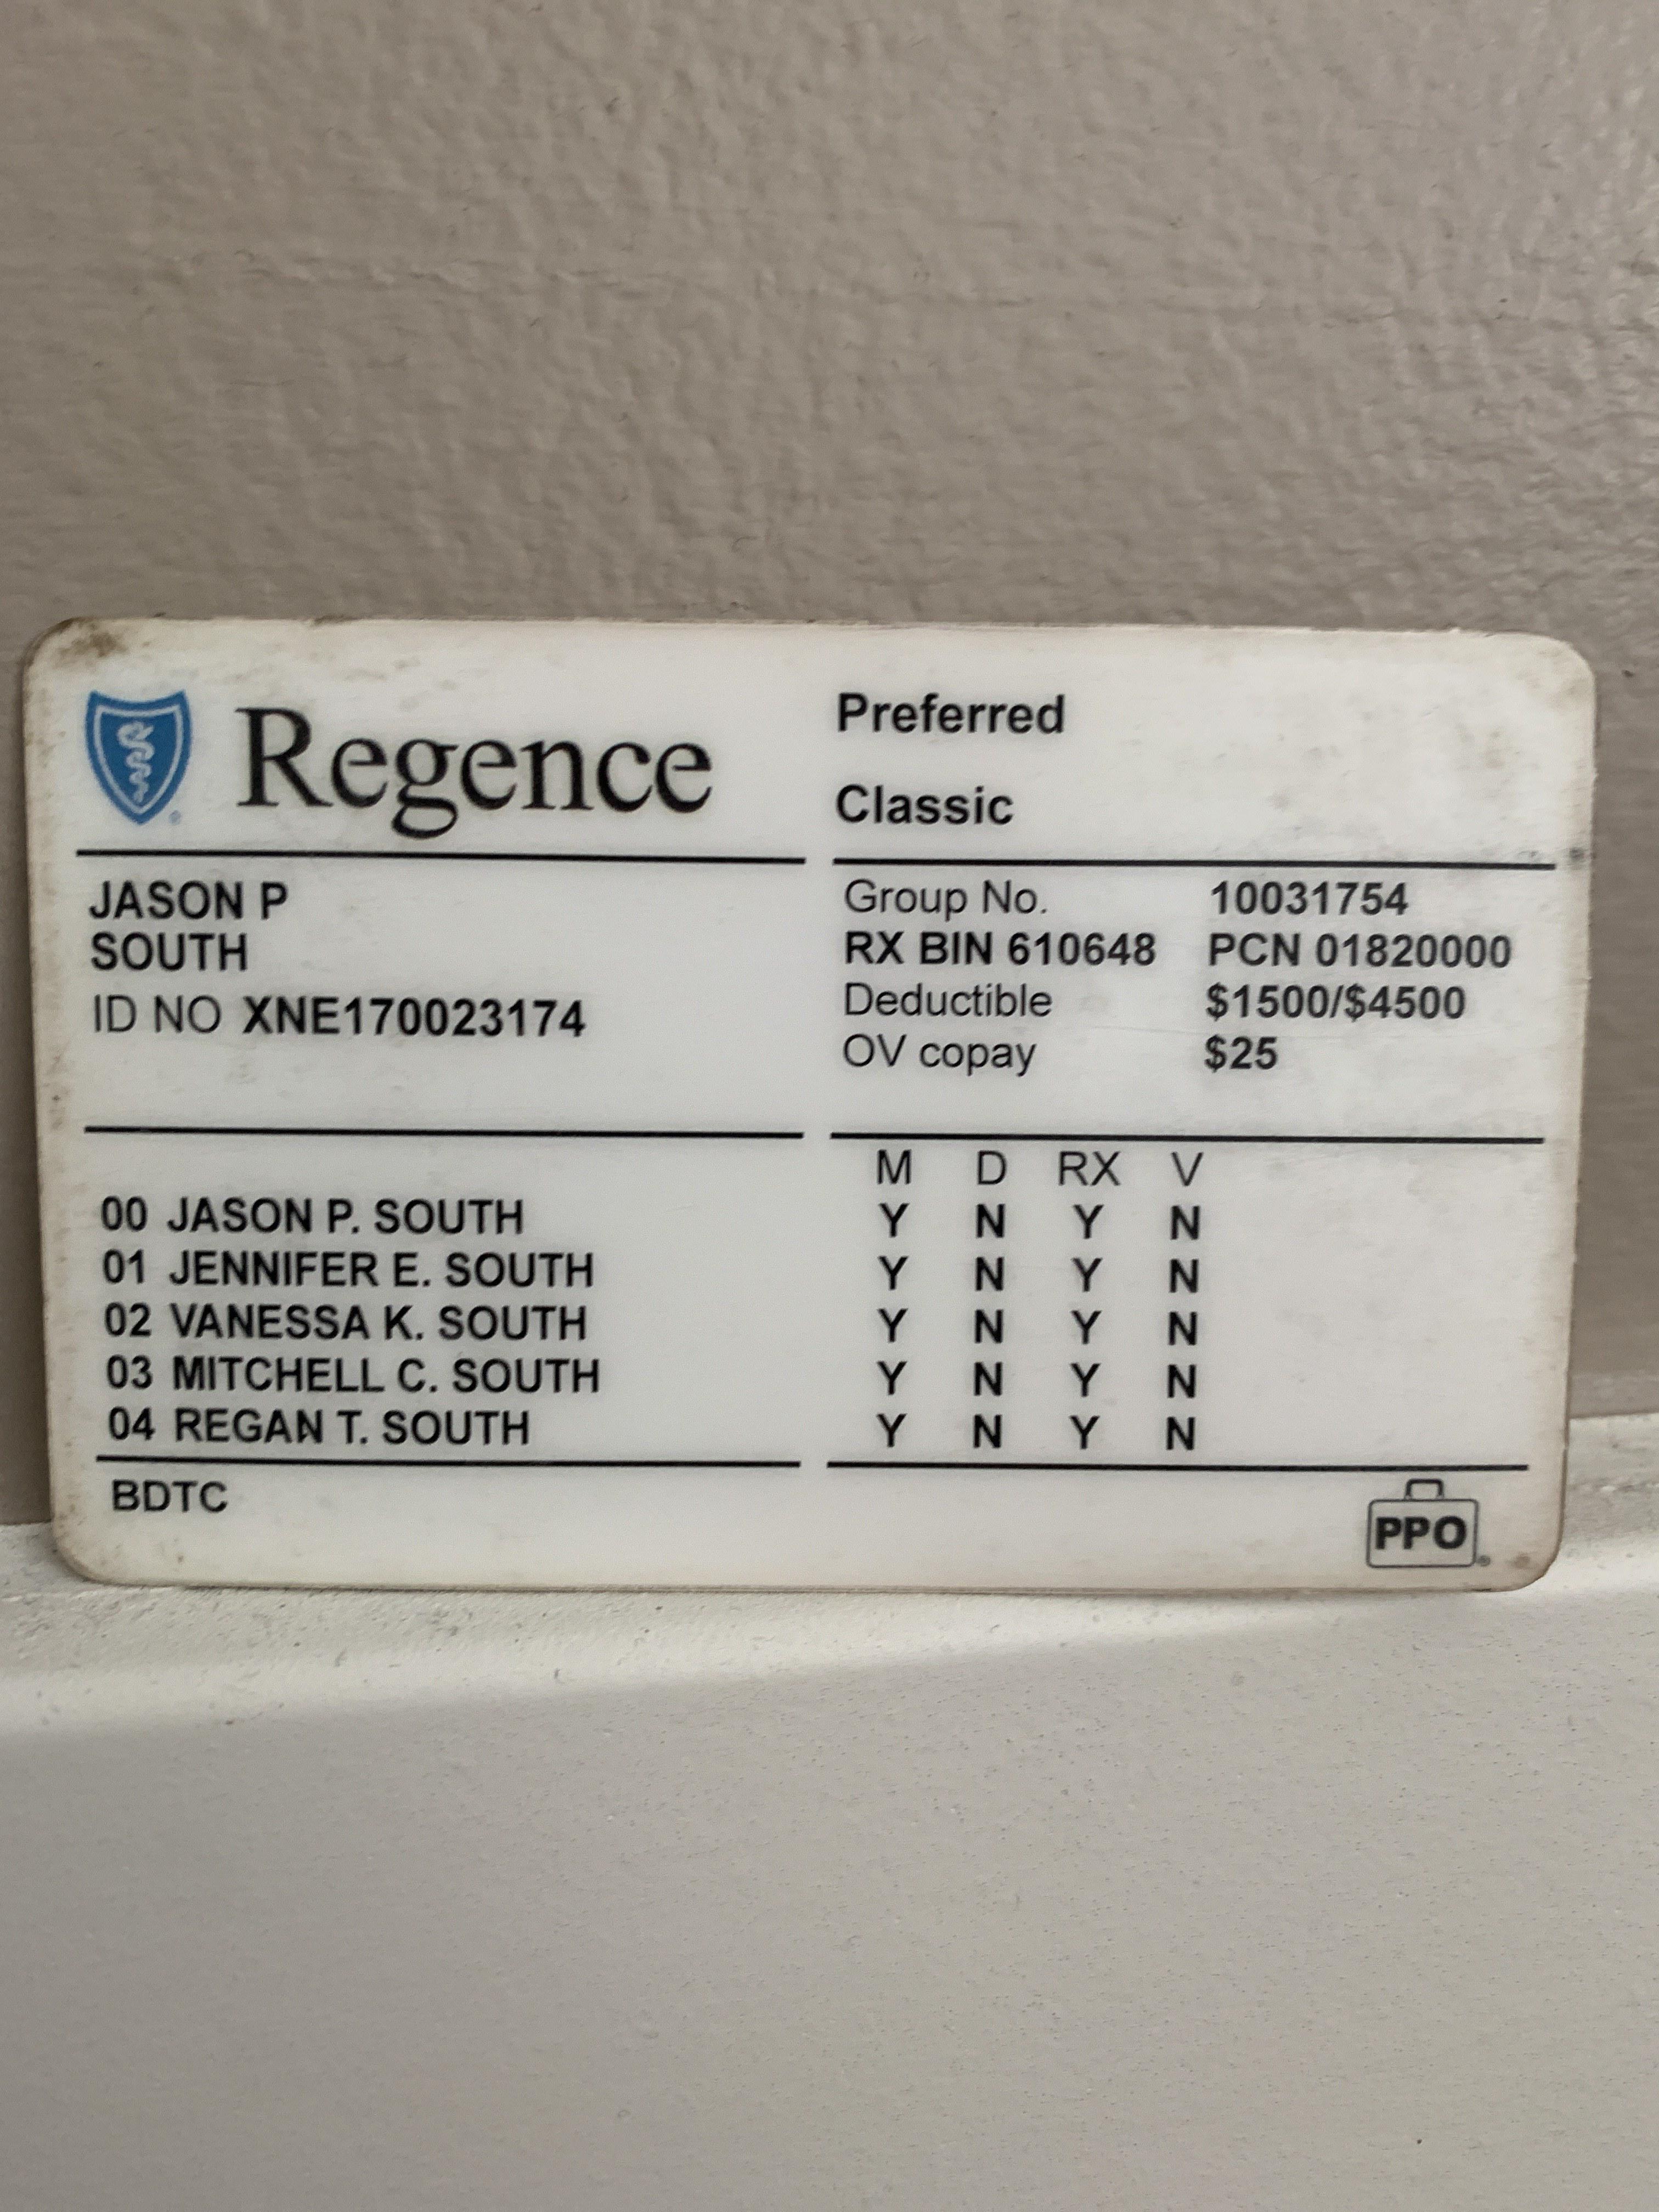 Regence
Preferred
Classic
JASON P
SOUTH
ID NO XNE170023174
Group No. 10031754
RX BIN 610648 PCN 01820000
Deductible $1500/$4500
OV copay $25
M D RX V
00 JASON P. SOUTH Y N Y N
01 JENNIFER E. SOUTH Y N Y N
02 VANESSA K. SOUTH Y N Y N
03 MITCHELL C. SOUTH Y N Y N
04 REGAN T. SOUTH Y N Y N
BDTC
PPO